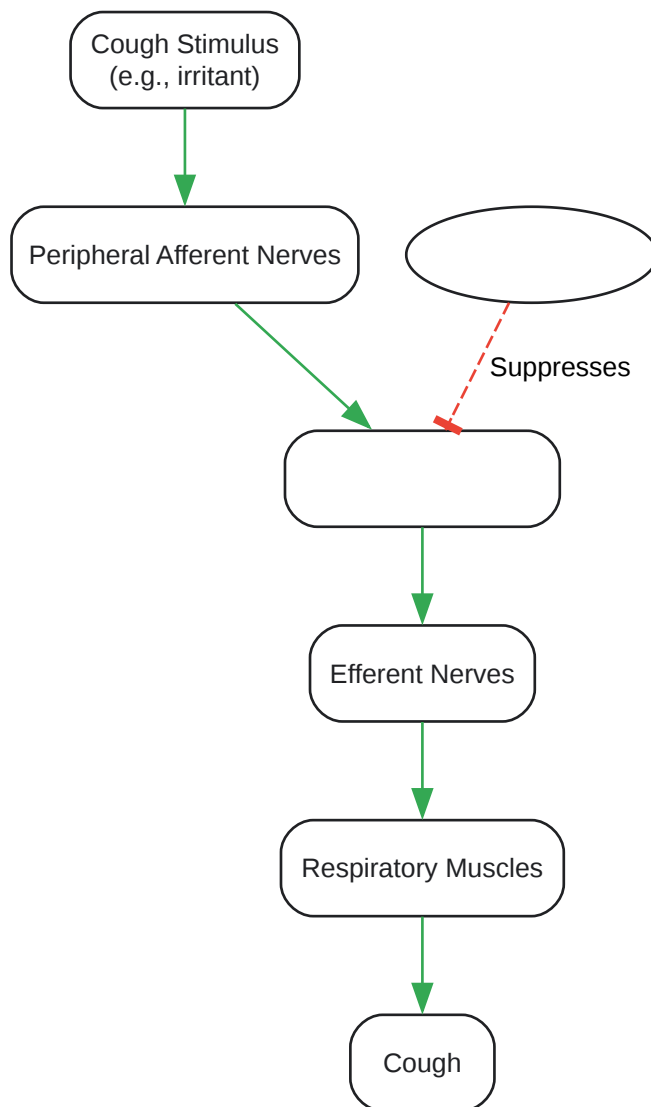 Cough Stimulus
(e.g., irritant)
Peripheral Afferent Nerves
Suppresses
Efferent Nerves
Respiratory Muscles
Cough